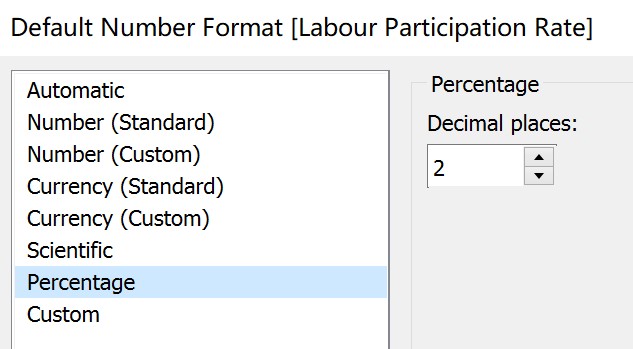 Default Number Format [Labour Participation Rate]
Automatic
Number (Standard)
Number (Custom)
Currency (Standard)
Currency (Custom)
Scientific
Percentage
Custom
Percentage
Decimal places:
2